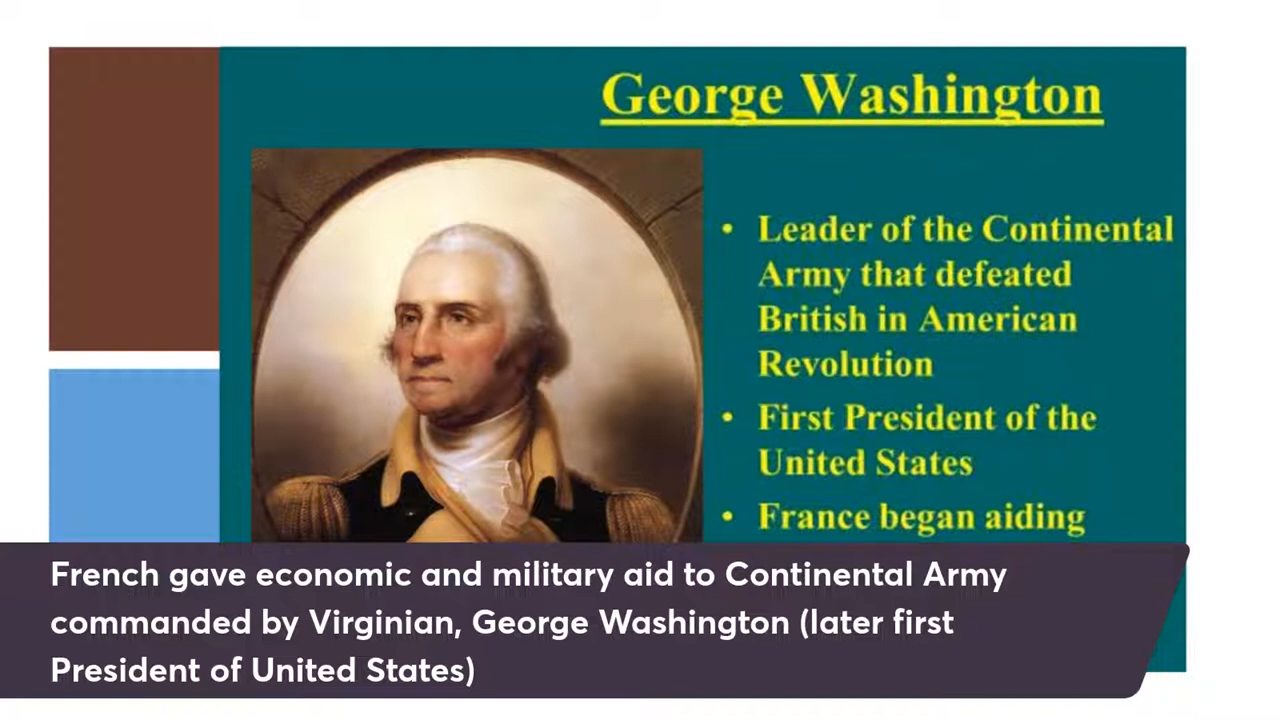 George Washington
• Leader of the Continental
Army that defeated
British in American
Revolution
• First President of the
United States
• France began aiding
French gave economic and military aid to Continental Army
commanded by Virginian, George Washington (later first
President of United States)